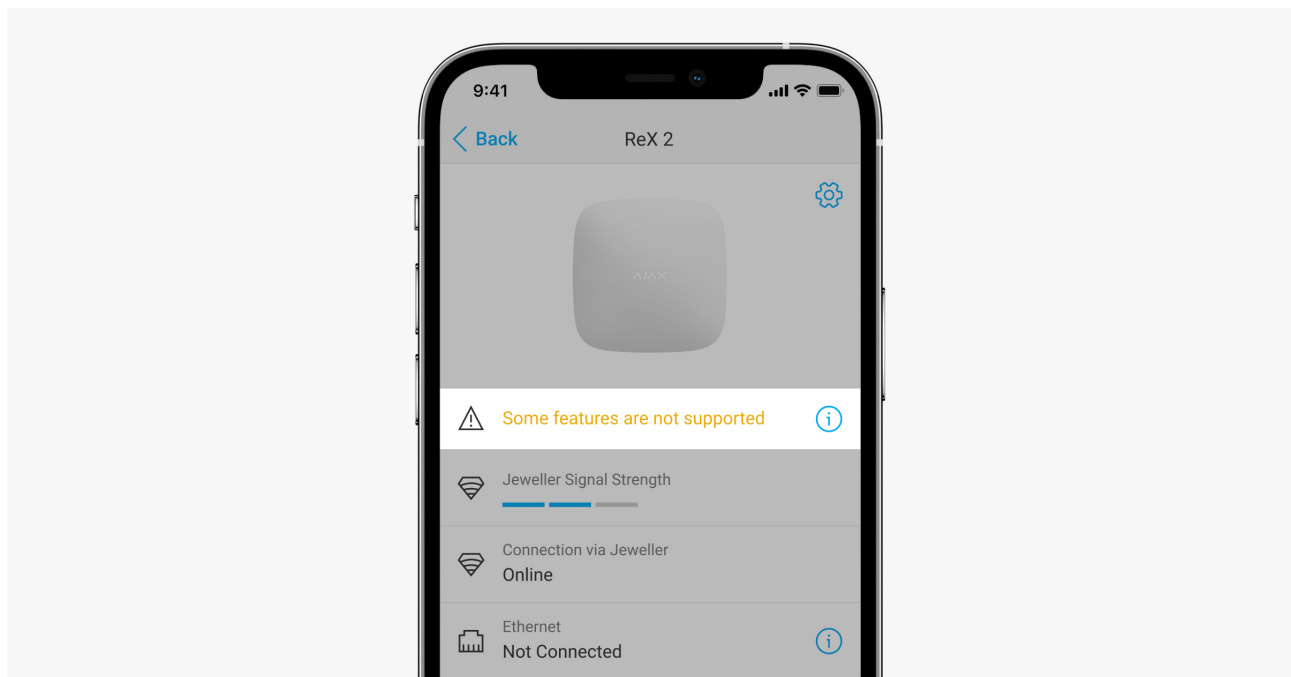 9:41
Back
ReX 2
AJAX
Some features are not supported
Jeweller Signal Strength
Connection via Jeweller
Online
Ethernet
Not Connected